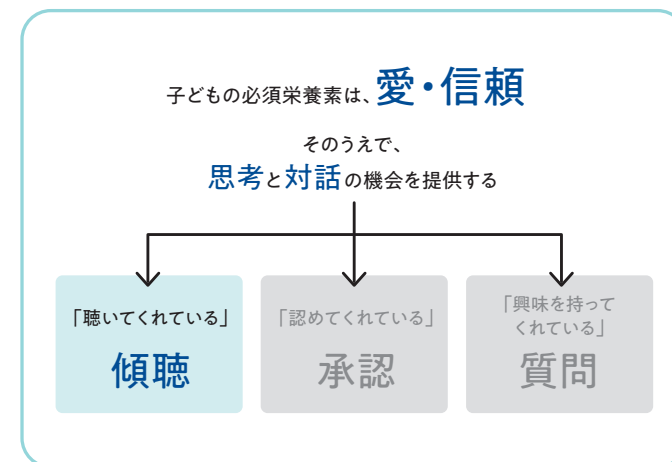 子どもの必須栄養素は、愛・信頼
そのうえで、
思考と対話の機会を提供する
「聴いてくれている」
傾聴
「認めてくれている」
承認
「興味を持って
くれている」
質問